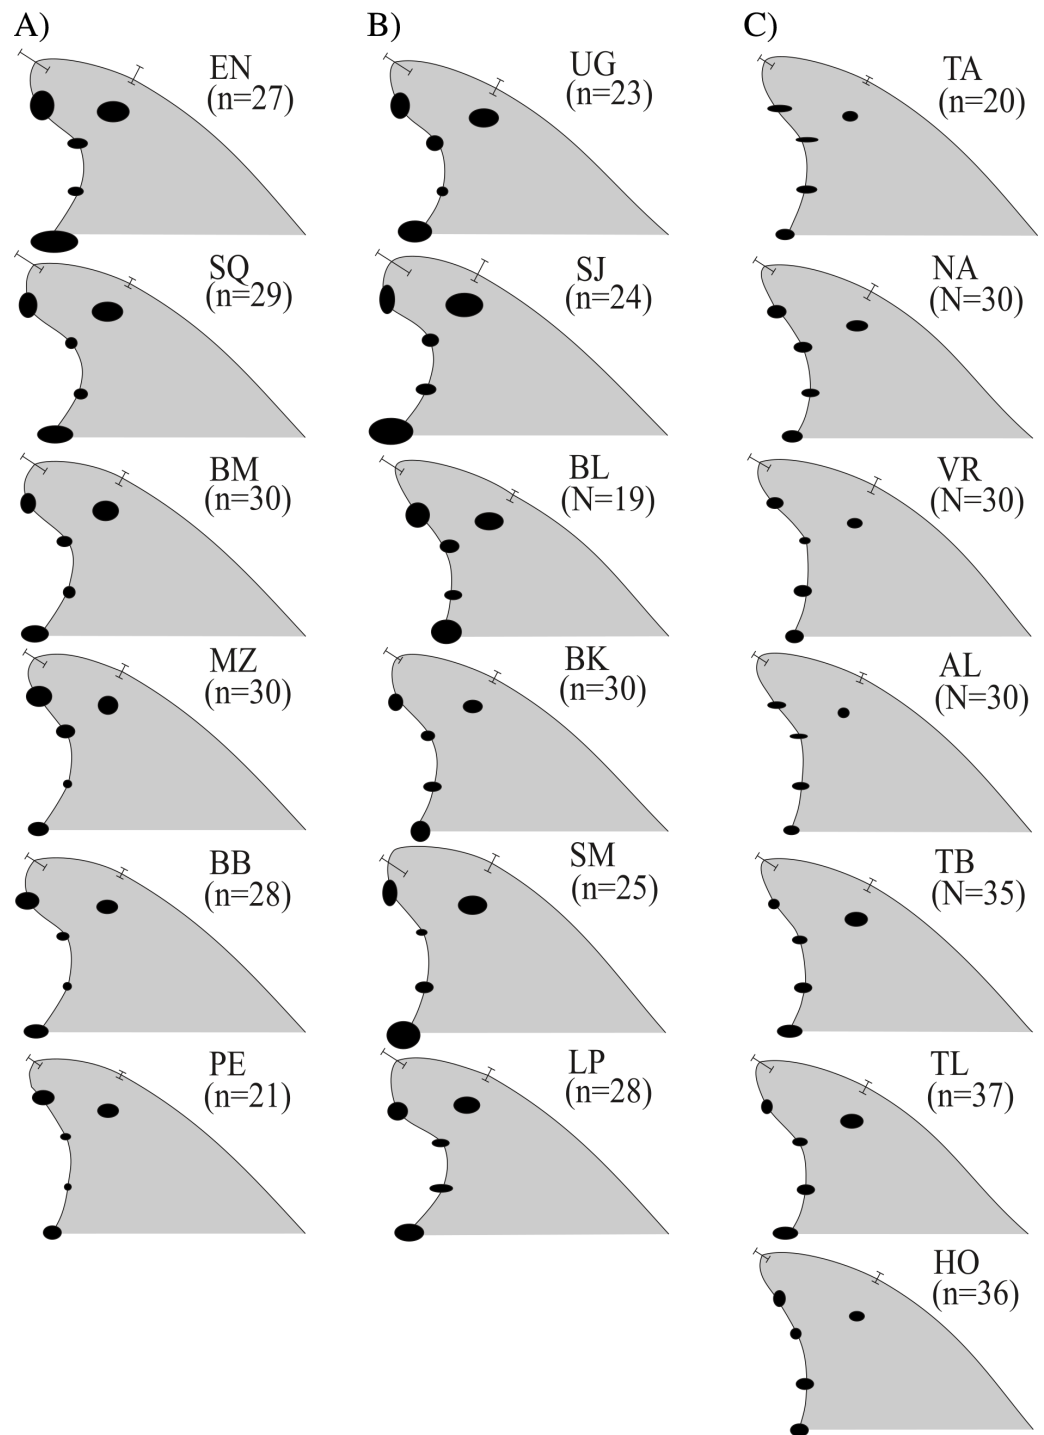 A)
EN
(n=27)
SQ
(n=29)
BM
(n=30)
MZ
(n=30)
BB
(n=28)
PE
(n=21)
B)
UG
(n=23)
SJ
(n=24)
BL
(N=19)
BK
(n=30)
SM
(n=25)
LP
(n=28)
C)
TA
(n=20)
NA
(N=30)
VR
(N=30)
AL
(N=30)
TB
(N=35)
TL
(n=37)
HO
(n=36)